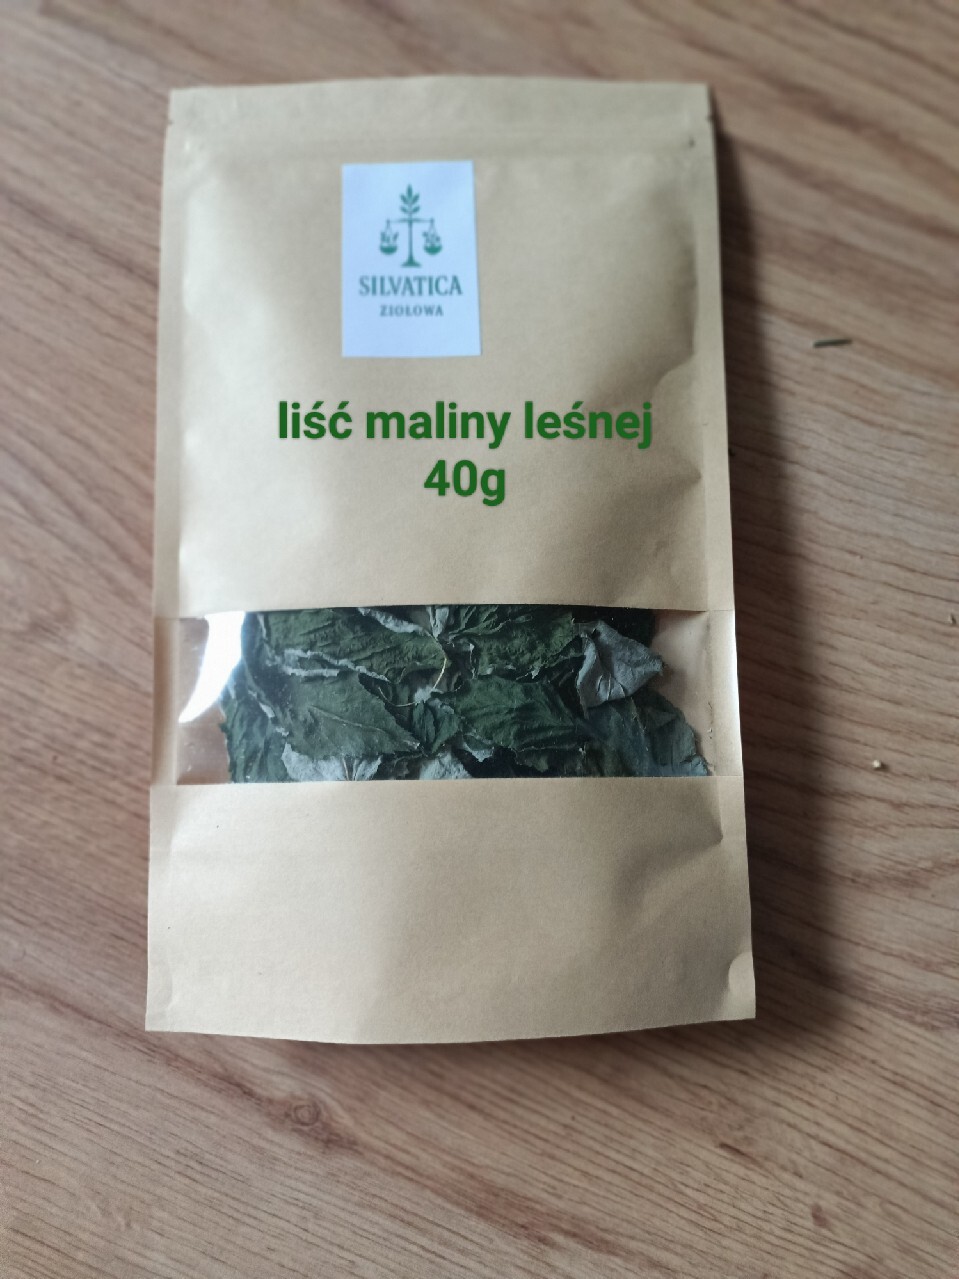 SILVATICA
ZIOŁOWA
liść maliny leśnej
40g